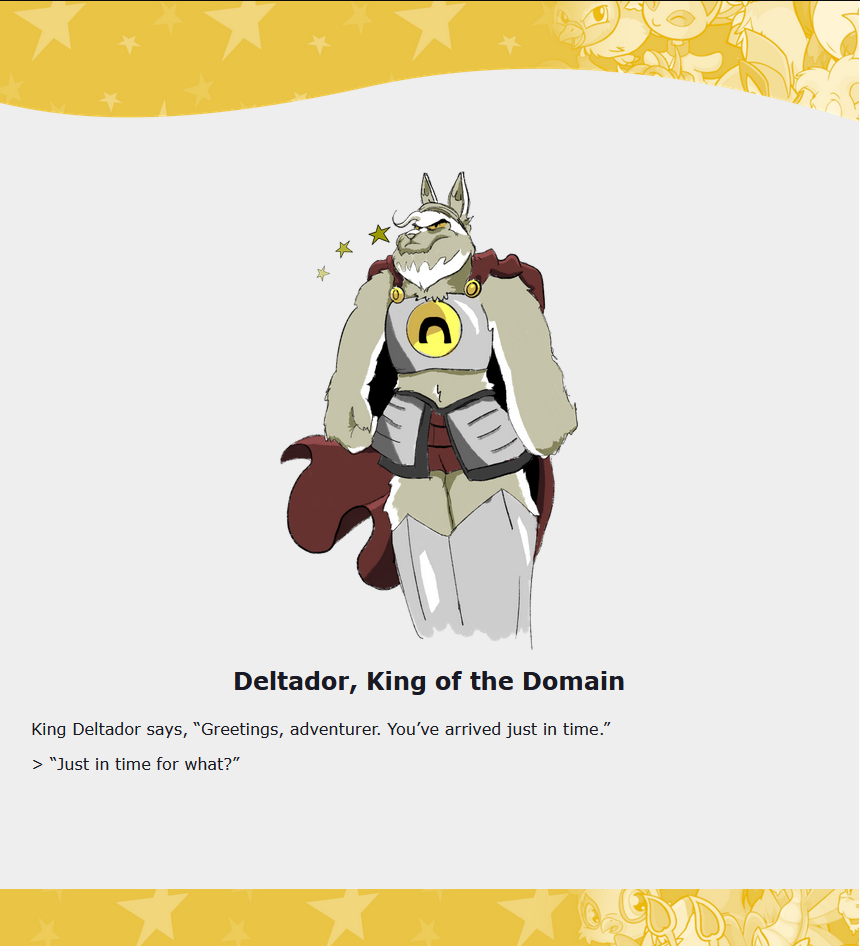 Deltador, King of the Domain
King Deltador says, “Greetings, adventurer. You’ve arrived just in time.”
> “Just in time for what?”